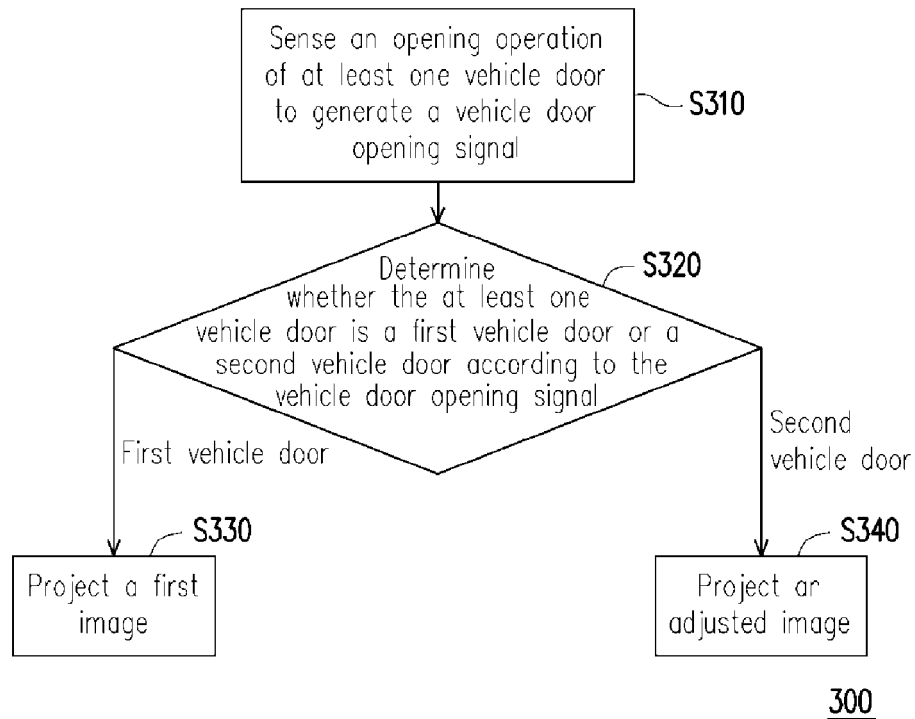 Sense an opening operation
of at least one vehicle door
to generate a vehicle door
opening signal
S310
Determine
whether the at least one
vehicle door is a first vehicle door or a
second vehicle door according to the
vehicle door opening signal
S320
First vehicle door
Second
vehicle door
S330
Project a first
image
S340
Project an
adjusted image
300